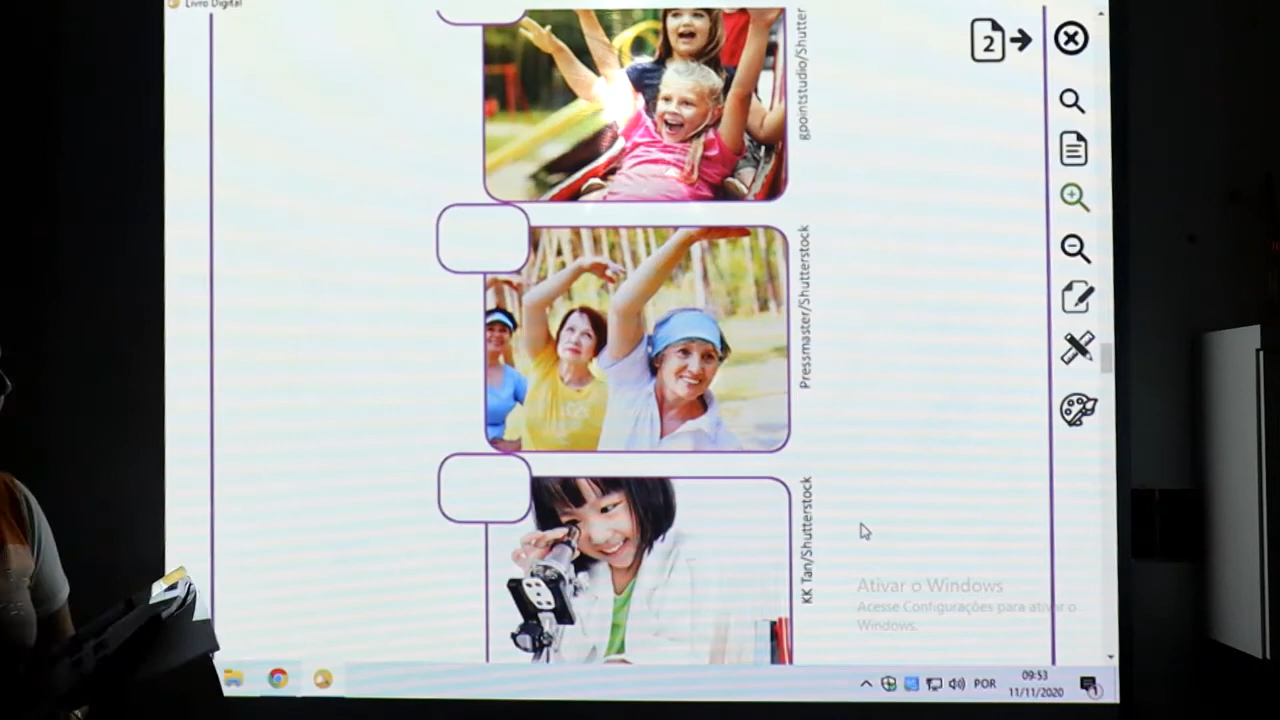 Livro Digital
gpointstudio/Shutter
2
Pressmaster/Shutterstock
KK Tan/Shutterstock
Ativar o Windows
Acesse Configurações para ativar o
Windows.
POR
09:53
11/11/2020
1